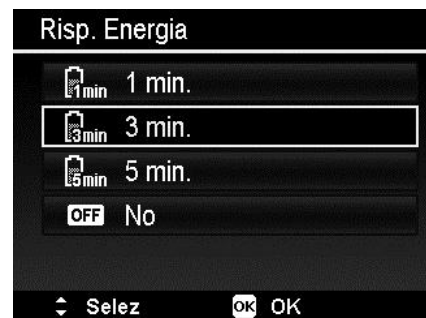 Risp. Energia
1min 1 min.
3min 3 min.
5min 5 min.
OFF No
Selez OK OK